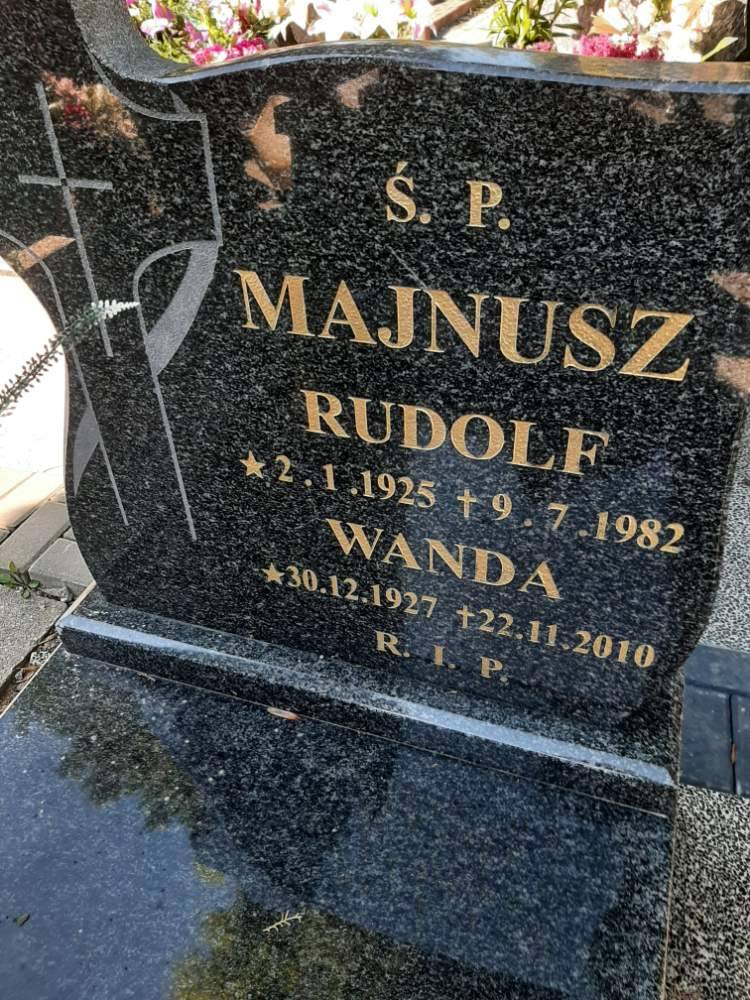 Ś. P.
MAJNUSZ
RUDOLF
★2.1.1925 ✝9.7.1982
WANDA
★30.12.1927 ✝22.11.2010
R. I. P.